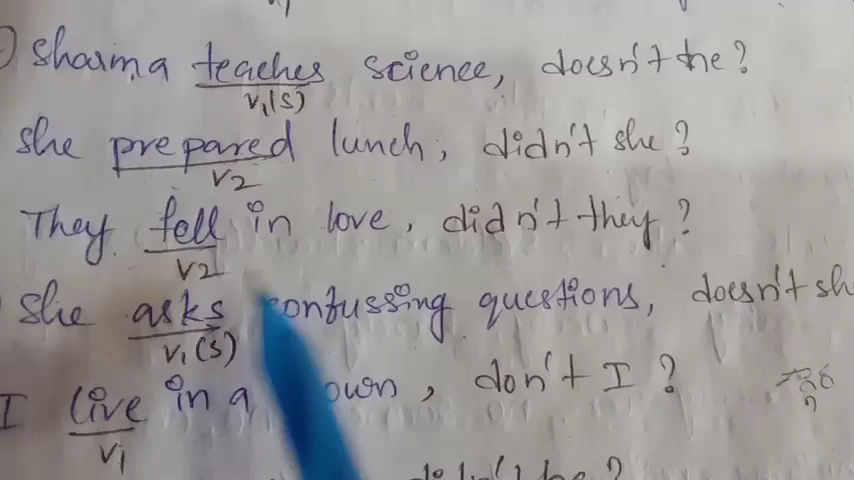 Sharma teaches science, doesn't he?
V1(S)
She prepared lunch, didn't she?
V2
They fell in love, didn't they?
V2
She asks confussing questions, doesn't sh
V1(S)
I live in a own, don't I?
V1